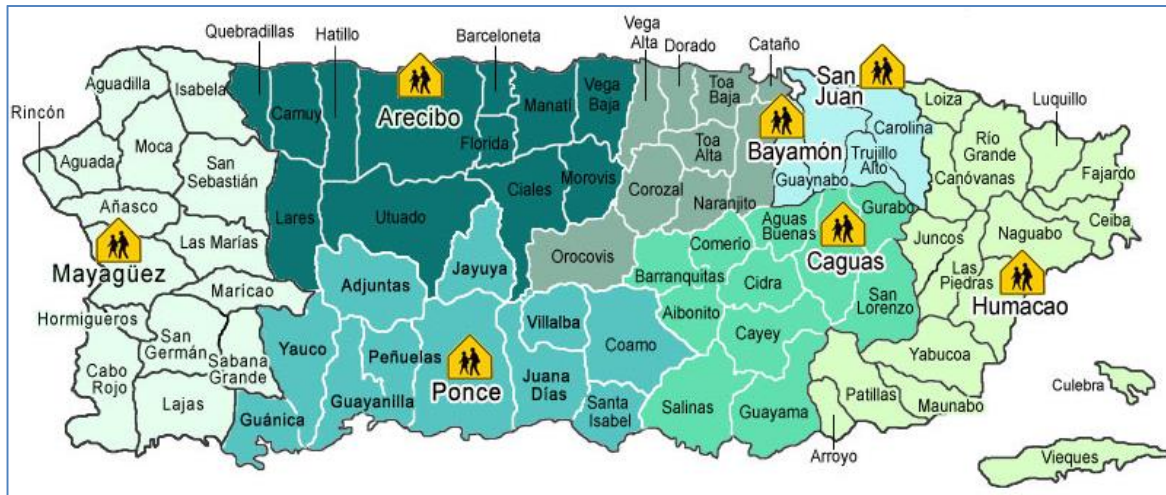 Quebradillas
Hatillo
Barceloneta
Vega
Alta
Dorado
Cataño
San
Juan
Aguadilla
Isabela
Camuy
Arecibo
Manatí
Vega
Baja
Toa
Baja
Bayamón
Carolina
Loiza
Luquillo
Rincón
Aguada
Moca
San
Sebastián
Florida
Toa
Alta
Guaynabo
Trujillo
Alto
Río
Grande
Canóvanas
Fajardo
Añasco
Lares
Utuado
Ciales
Morovis
Corozal
Naranjito
Aguas
Buenas
Gurabo
Ceiba
Mayagüez
Las Marías
Jayuya
Orocovis
Comerío
Caguas
Juncos
Naguabo
Maricao
Adjuntas
Barranquitas
Cidra
San
Lorenzo
Las
Piedras
Humacao
Hormigueros
San
Germán
Sabana
Grande
Yauco
Peñuelas
Villalba
Coamo
Aibonito
Cayey
Yabucoa
Cabo
Rojo
Lajas
Guánica
Guayanilla
Ponce
Juana
Días
Santa
Isabel
Salinas
Guayama
Patillas
Maunabo
Culebra
Arroyo
Vieques